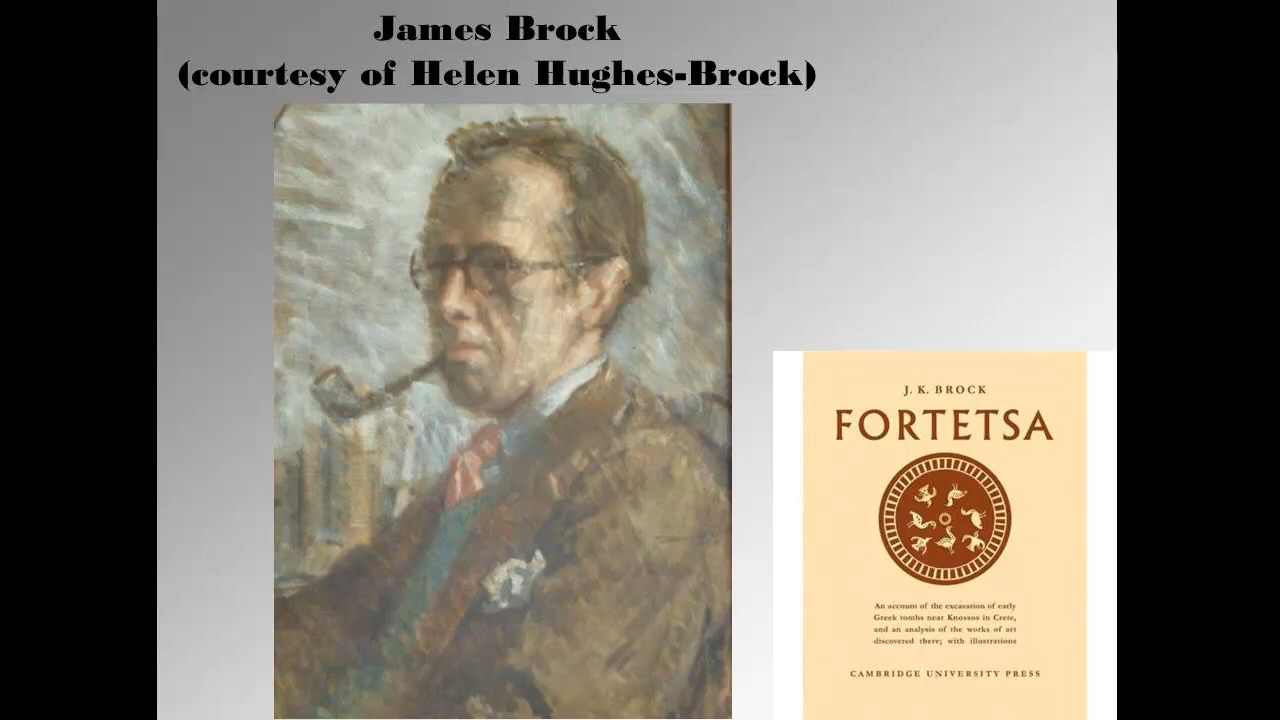 James Brock
(courtesy of Helen Hughes-Brock)
J. K. BROCK
FORTETSA
An account of the excavation of early
Greek tombs near Knossos in Crete,
and an analysis of the works of art
discovered there; with illustrations
CAMBRIDGE UNIVERSITY PRESS